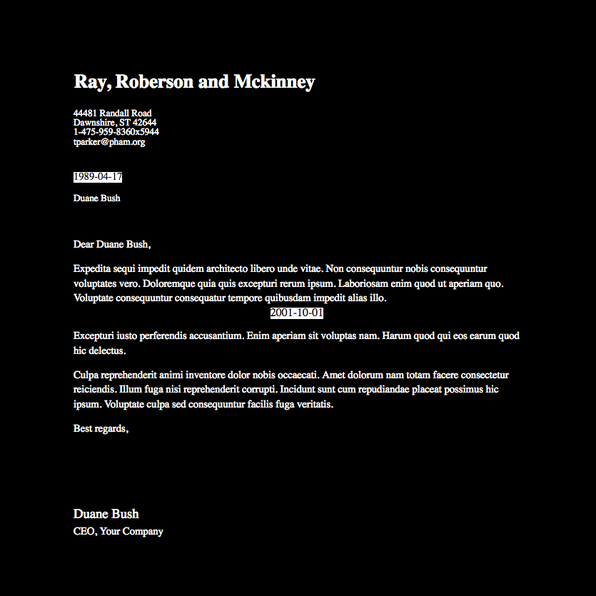 Ray, Roberson and Mckinney
44481 Randall Road
Dawnshire, ST 42644
1-475-959-8360x5944
tparker@pham.org
1989-04-17
Duane Bush
Dear Duane Bush,
Expedita sequi impedit quidem architecto libero unde vitae. Non consequuntur nobis consequuntur
voluptates vero. Doloremque quia quis excepturi rerum ipsum. Laboriosam enim quod ut aperiam quo.
Voluptate consequuntur consequatur tempore quibusdam impedit alias illo.
2001-10-01
Excepturi iusto perferendis accusantium. Enim aperiam sit voluptas nam. Harum quod qui eos earum quod
hic delectus.
Culpa reprehenderit animi inventore dolor nobis occaecati. Amet dolorum nam totam facere consectetur
reiciendis. Illum fuga nisi reprehenderit corrupti. Incidunt sunt cum repudiandae placeat possimus hic
ipsum. Voluptate culpa sed consequuntur facilis fuga veritatis.
Best regards,
Duane Bush
CEO, Your Company